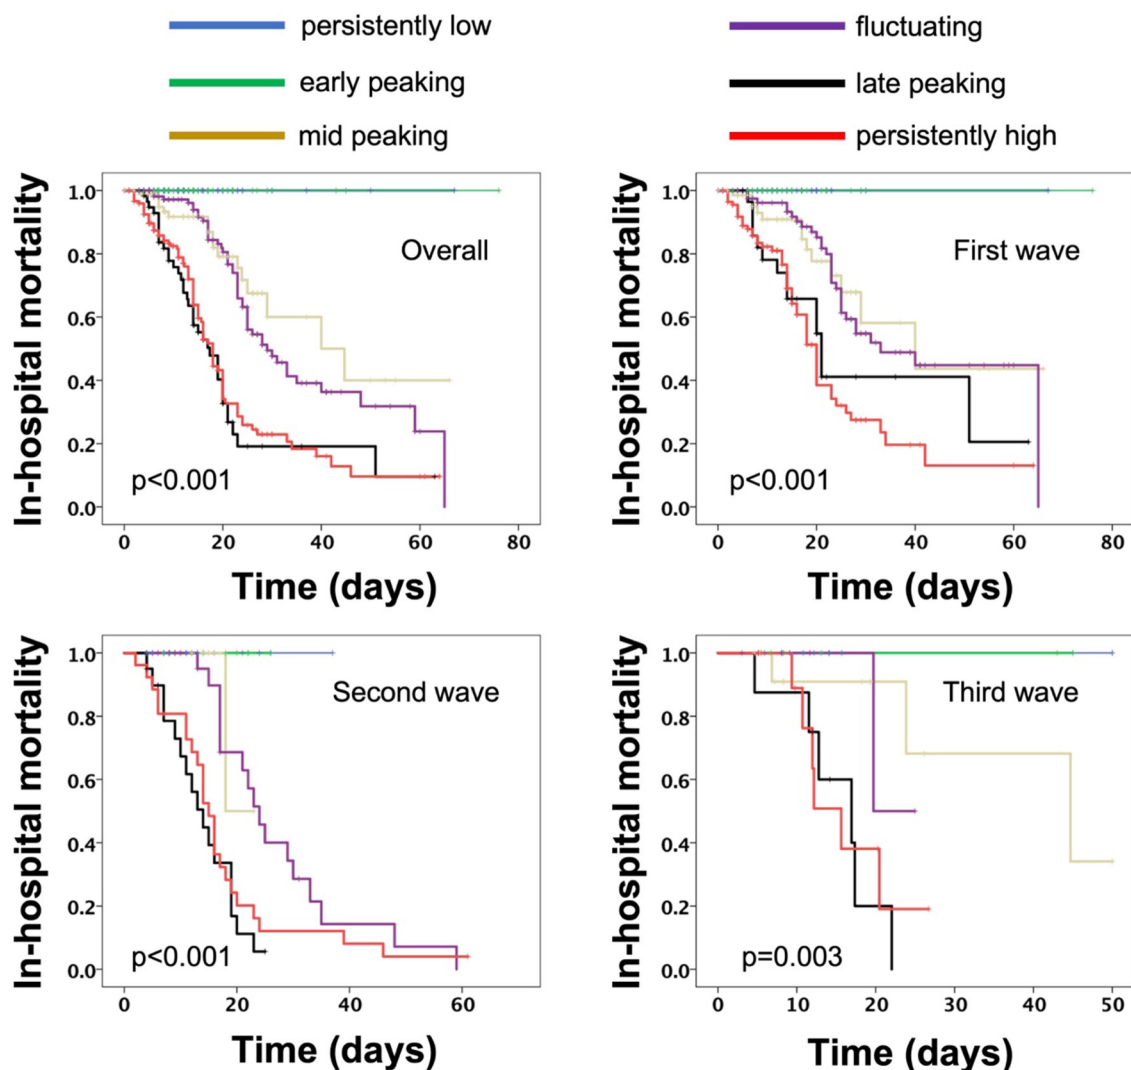 persistently low
early peaking
mid peaking
fluctuating
late peaking
persistently high
In-hospital mortality
1.0
0.8
0.6
0.4
0.2
0.0
Overall
p<0.001
0 20 40 60 80
Time (days)
In-hospital mortality
1.0
0.8
0.6
0.4
0.2
0.0
First wave
p<0.001
0 20 40 60 80
Time (days)
In-hospital mortality
1.0
0.8
0.6
0.4
0.2
0.0
Second wave
p<0.001
0 20 40 60
Time (days)
In-hospital mortality
1.0
0.8
0.6
0.4
0.2
0.0
Third wave
p=0.003
0 10 20 30 40 50
Time (days)